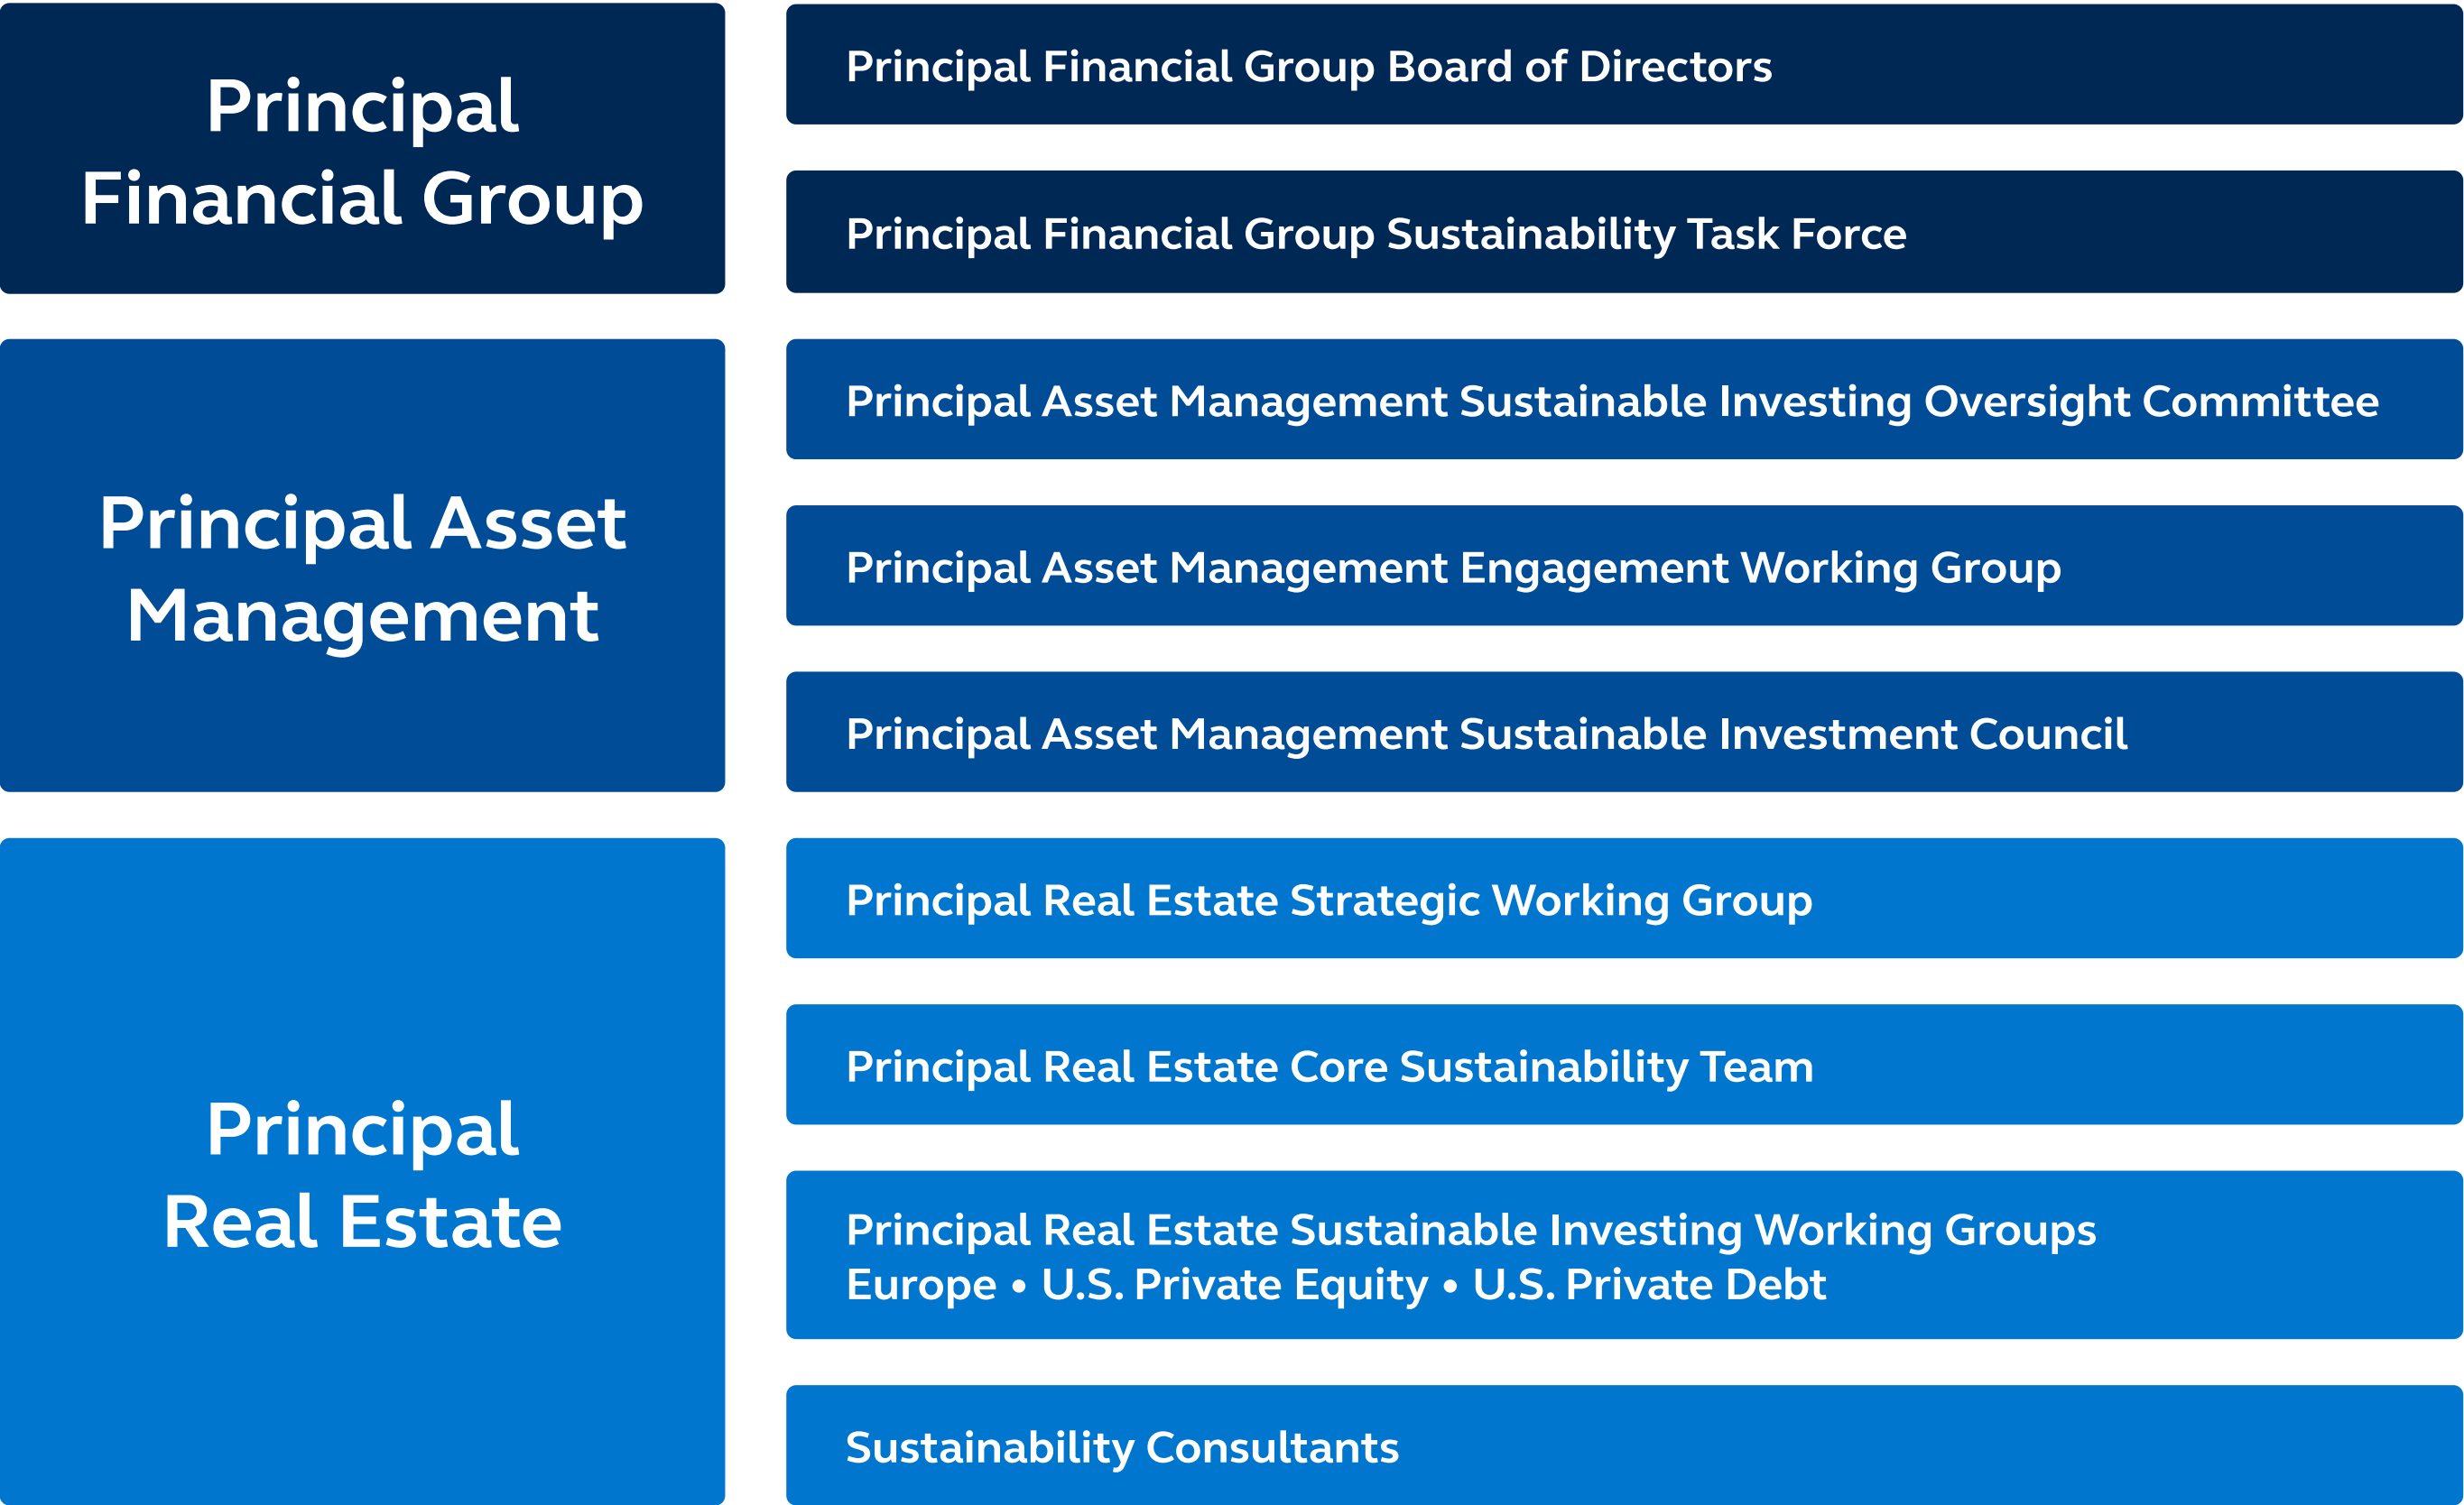 Principal
Financial Group
Principal Financial Group Board of Directors
Principal Financial Group Sustainability Task Force
Principal Asset
Management
Principal Asset Management Sustainable Investing Oversight Committee
Principal Asset Management Engagement Working Group
Principal Asset Management Sustainable Investment Council
Principal
Real Estate
Principal Real Estate Strategic Working Group
Principal Real Estate Core Sustainability Team
Principal Real Estate Sustainable Investing Working Groups
Europe • U.S. Private Equity • U.S. Private Debt
Sustainability Consultants